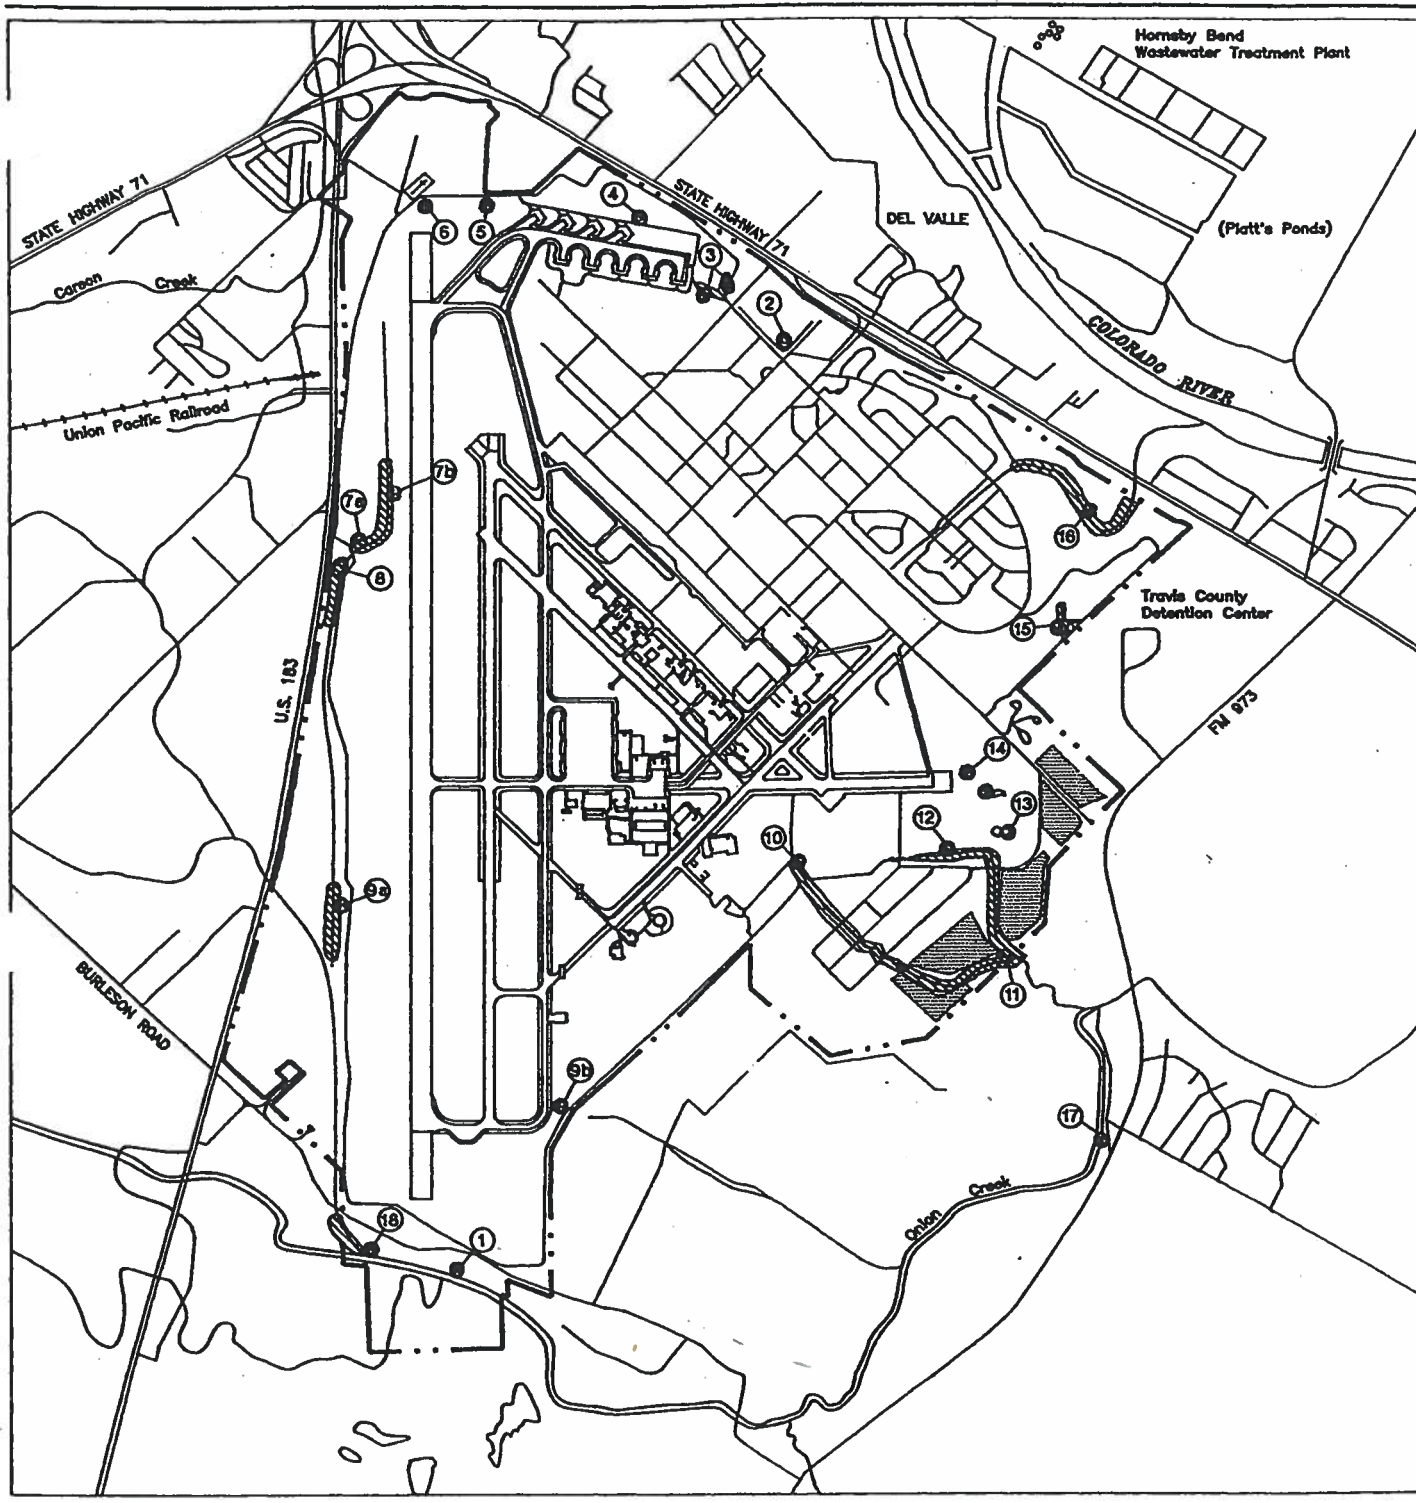 Hornsby Bend
Wastewater Treatment Plant
STATE HIGHWAY 71
4
STATE HIGHWAY 71
DEL VALLE
(Platt's Ponds)
6
5
3
Carson Creek
2
COLORADO RIVER
Union Pacific Railroad
7b
7a
16
8
Travis County
Detention Center
15
U.S. 183
FM 973
14
13
12
10
9a
11
BURLESON ROAD
9b
17
Onion Creek
18
1